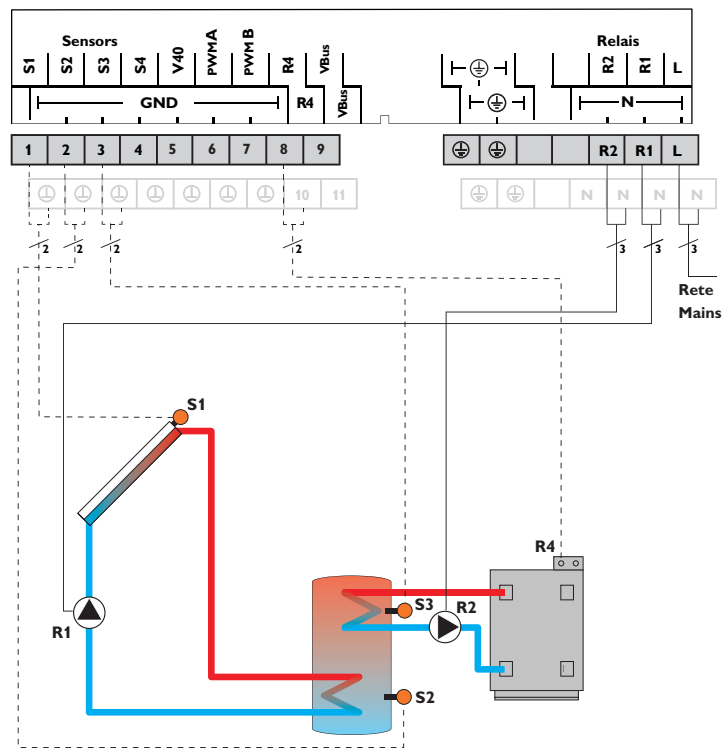 Sensors
Relais
S1 S2 S3 S4 V40 PWMA PWM B R4 VBus
R2 R1 L
GND R4 VBus
N
1 2 3 4 5 6 7 8 9
R2 R1 L
10 11
N N N N
2 2 2 2
3 3 3
Rete
Mains
S1
R4
S3 R2
R1
S2